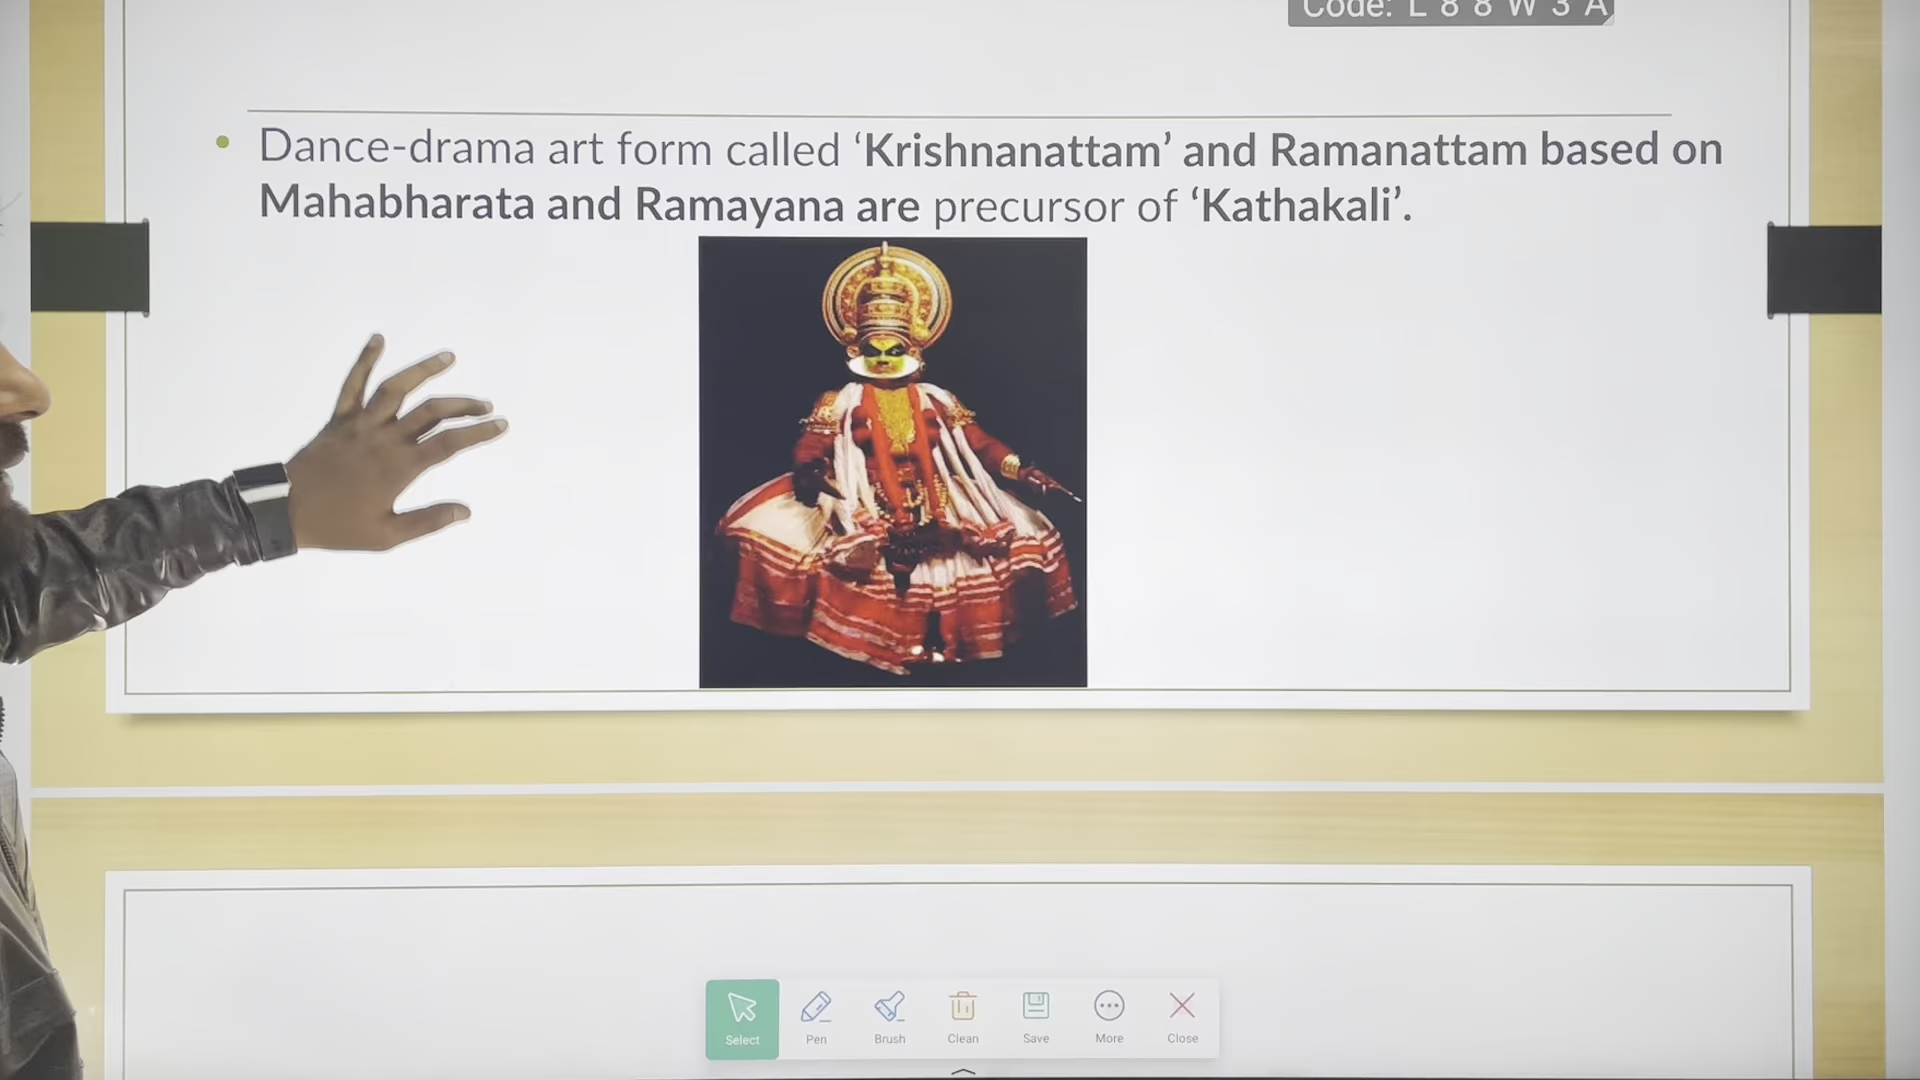 Code: L 8 8 W 3 A
Dance-drama art form called ‘Krishnanattam’ and Ramanattam based on
Mahabharata and Ramayana are precursor of ‘Kathakali’.
Select Pen Brush Clean Save More Close